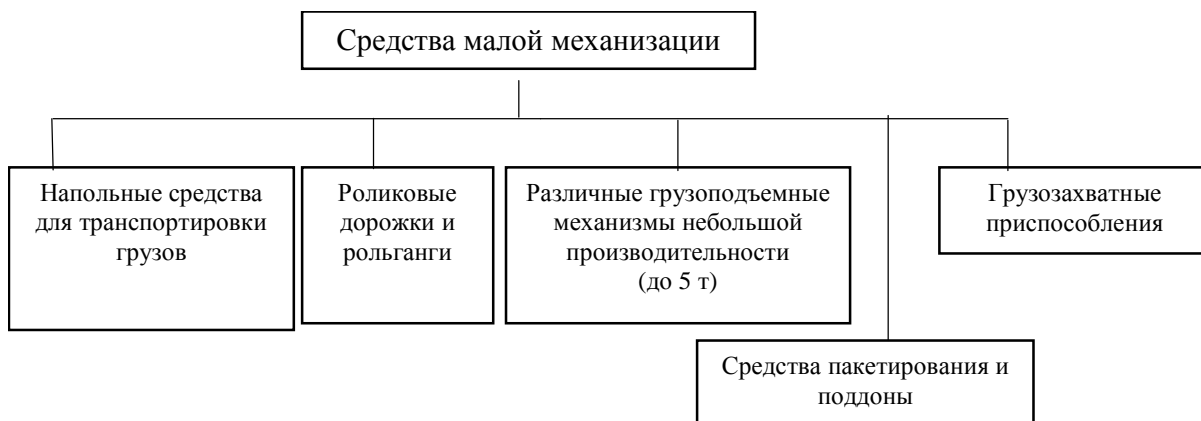 Средства малой механизации
Напольные средства
для транспортировки
грузов
Роликовые
дорожки и
рольганги
Различные грузоподъемные
механизмы небольшой
производительности
(до 5 т)
Грузозахватные
приспособления
Средства пакетирования и
поддоны